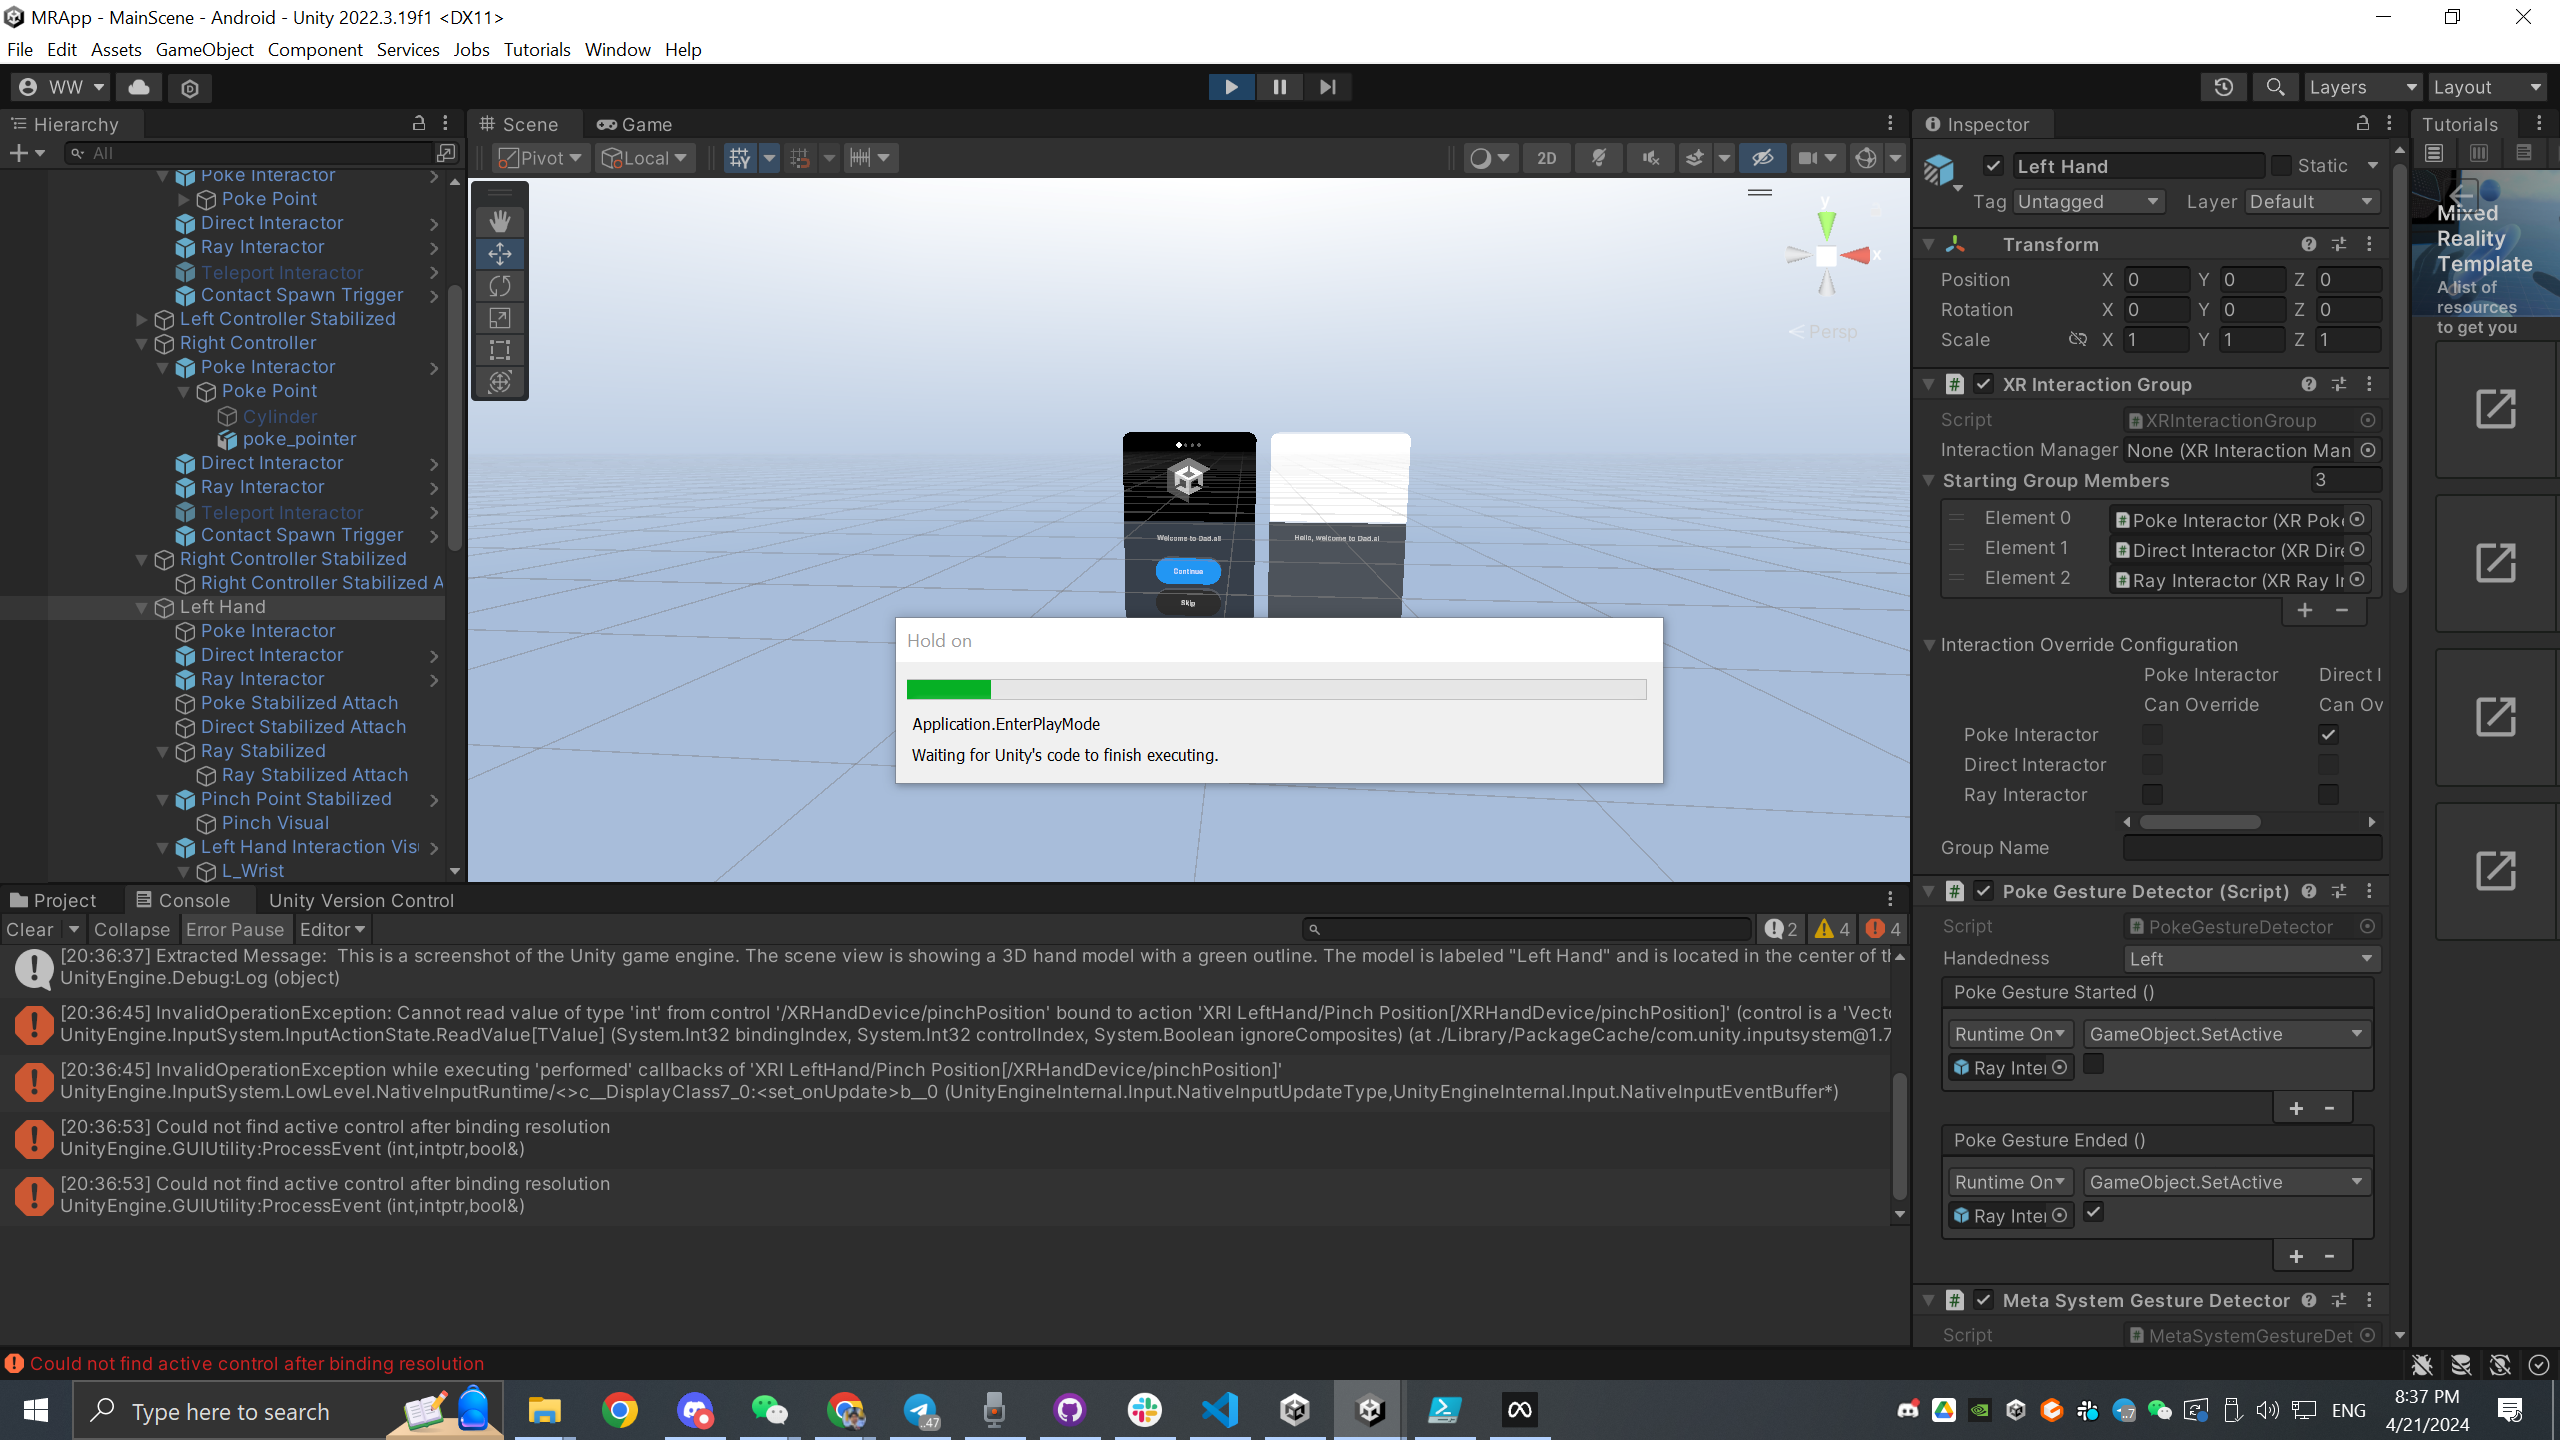 MRApp - MainScene - Android - Unity 2022.3.19f1 <DX11>
File Edit Assets GameObject Component Services Jobs Tutorials Window Help
WW
Layers
Layout
Hierarchy
All
Poke Interactor
Poke Point
Direct Interactor
Ray Interactor
Teleport Interactor
Contact Spawn Trigger
Left Controller Stabilized
Right Controller
Poke Interactor
Poke Point
Cylinder
poke_pointer
Direct Interactor
Ray Interactor
Teleport Interactor
Contact Spawn Trigger
Right Controller Stabilized
Right Controller Stabilized A
Left Hand
Poke Interactor
Direct Interactor
Ray Interactor
Poke Stabilized Attach
Direct Stabilized Attach
Ray Stabilized
Ray Stabilized Attach
Pinch Point Stabilized
Pinch Visual
Left Hand Interaction Vis
L_Wrist
Scene Game
Pivot Local 2D
y
x
Persp
Welcome to Dad.ai!
Continue
Skip
Hello, welcome to Dad.ai
Hold on
Application.EnterPlayMode
Waiting for Unity's code to finish executing.
Inspector
Left Hand Static
Tag Untagged Layer Default
Transform
Position X 0 Y 0 Z 0
Rotation X 0 Y 0 Z 0
Scale X 1 Y 1 Z 1
XR Interaction Group
Script XRInteractionGroup
Interaction Manager None (XR Interaction Man
Starting Group Members 3
Element 0 Poke Interactor (XR Poke
Element 1 Direct Interactor (XR Dire
Element 2 Ray Interactor (XR Ray I
Interaction Override Configuration
Poke Interactor Direct I
Can Override Can Ov
Poke Interactor
Direct Interactor
Ray Interactor
Group Name
Poke Gesture Detector (Script)
Script PokeGestureDetector
Handedness Left
Poke Gesture Started ()
Runtime On GameObject.SetActive
Ray Inte
Poke Gesture Ended ()
Runtime On GameObject.SetActive
Ray Inte
Meta System Gesture Detector
Script MetaSystemGestureDet
Tutorials
Mixed
Reality
Template
A list of
resources
to get you
Project Console Unity Version Control
Clear Collapse Error Pause Editor 2 4 4
[20:36:37] Extracted Message:  This is a screenshot of the Unity game engine. The scene view is showing a 3D hand model with a green outline. The model is labeled "Left Hand" and is located in the center of t
UnityEngine.Debug:Log (object)
[20:36:45] InvalidOperationException: Cannot read value of type 'int' from control '/XRHandDevice/pinchPosition' bound to action 'XRI LeftHand/Pinch Position[/XRHandDevice/pinchPosition]' (control is a 'Vect
UnityEngine.InputSystem.InputActionState.ReadValue[TValue] (System.Int32 bindingIndex, System.Int32 controlIndex, System.Boolean ignoreComposites) (at ./Library/PackageCache/com.unity.inputsystem@1.7
[20:36:45] InvalidOperationException while executing 'performed' callbacks of 'XRI LeftHand/Pinch Position[/XRHandDevice/pinchPosition]'
UnityEngine.InputSystem.LowLevel.NativeInputRuntime/<>c__DisplayClass7_0:<set_onUpdate>b__0 (UnityEngineInternal.Input.NativeInputUpdateType,UnityEngineInternal.Input.NativeInputEventBuffer*)
[20:36:53] Could not find active control after binding resolution
UnityEngine.GUIUtility:ProcessEvent (int,intptr,bool&)
[20:36:53] Could not find active control after binding resolution
UnityEngine.GUIUtility:ProcessEvent (int,intptr,bool&)
Could not find active control after binding resolution
Type here to search
..47
ENG
8:37 PM
4/21/2024